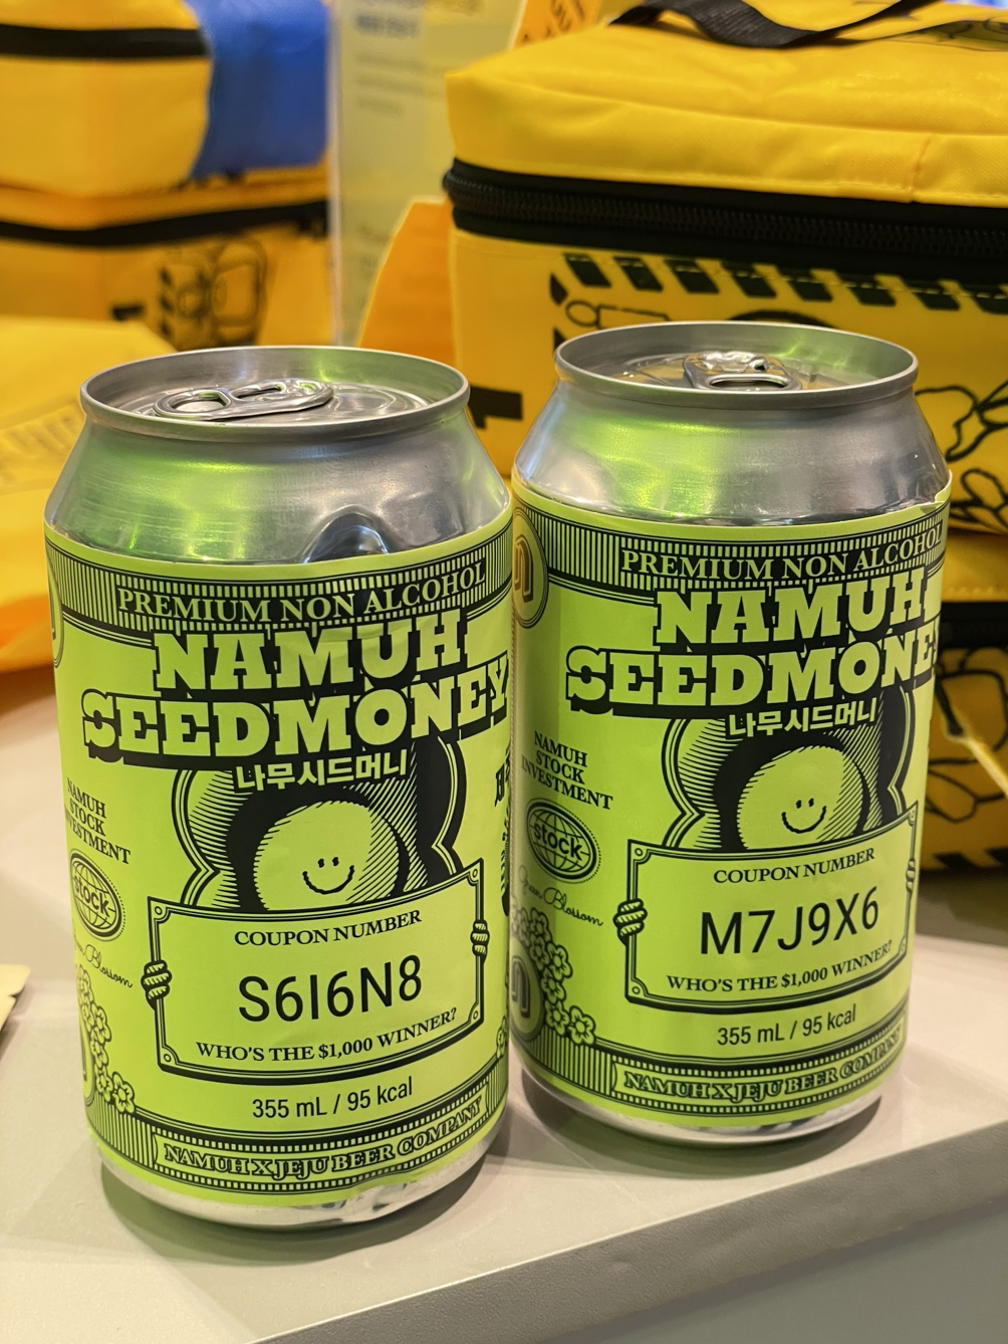 PREMIUM NON ALCOHOL
NAMUH
SEEDMONEY
나무시드머니
NAMUH
STOCK
stock
Blossom
COUPON NUMBER
S6I6N8
WHO'S THE $1,000 WINNER?
355 mL / 95 kcal
NAMUH X JEJU BEER COMPANY
PREMIUM NON ALCOHOL
NAMUH
SEEDMONEY
나무시드머니
NAMUH
STOCK
INVESTMENT
stock
Green Blossom
COUPON NUMBER
M7J9X6
WHO'S THE $1,000 WINNER?
355 mL / 95 kcal
NAMUH X JEJU BEER COMPANY